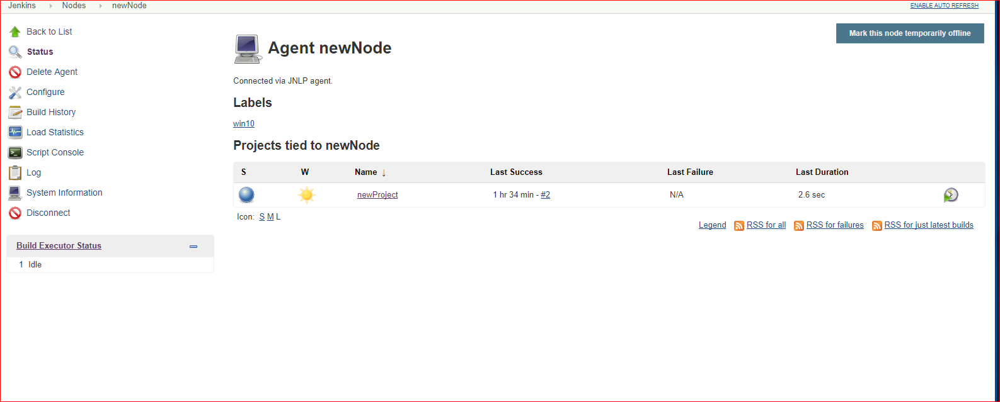 Jenkins Nodes newNode
ENABLE AUTO REFRESH
Back to List
Status
Delete Agent
Configure
Build History
Load Statistics
Script Console
Log
System Information
Disconnect
Build Executor Status
1 Idle
Mark this node temporarily offline
Agent newNode
Connected via JNLP agent.
Labels
win10
Projects tied to newNode
S W Name ↓ Last Success Last Failure Last Duration
newProject 1 hr 34 min - #2 N/A 2.6 sec
Icon: S M L
Legend RSS for all RSS for failures RSS for just latest builds